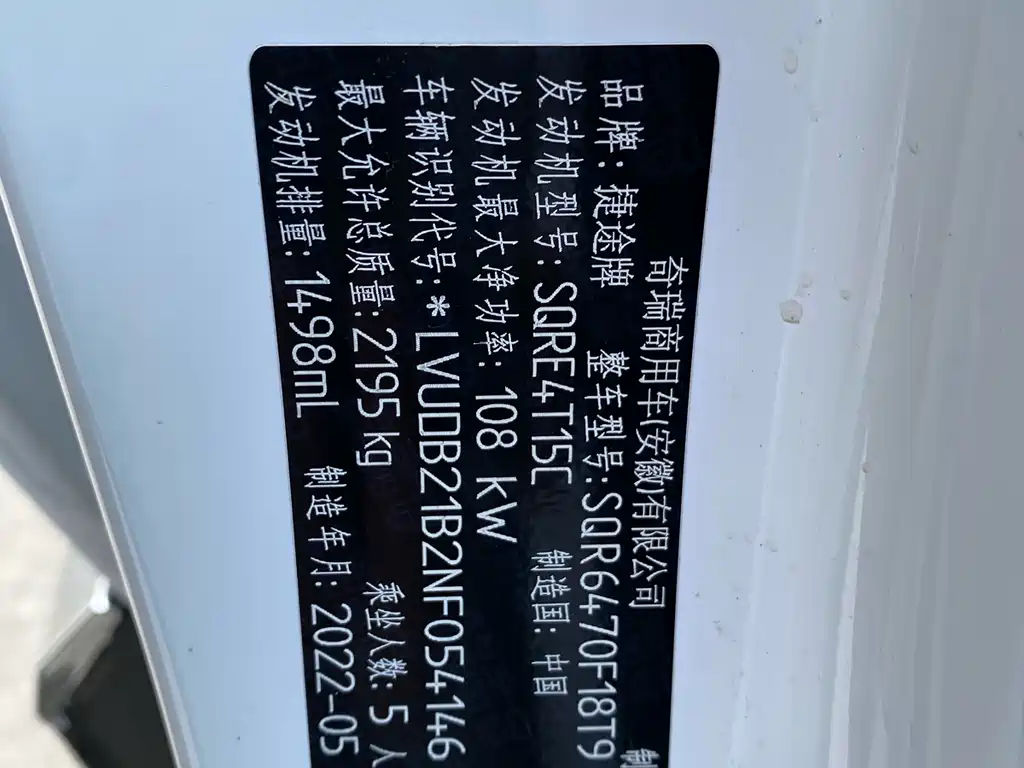 奇瑞商用车(安徽)有限公司
品牌: 捷途牌 整车型号: SQR6470F18T9 制
发动机型号: SQRE4T15C 制造国: 中国
发动机最大净功率: 108 kW
车辆识别代号: *LVUDB21B2NF054146
最大允许总质量: 2195 kg 乘坐人数: 5 人
发动机排量: 1498mL 制造年月: 2022-05